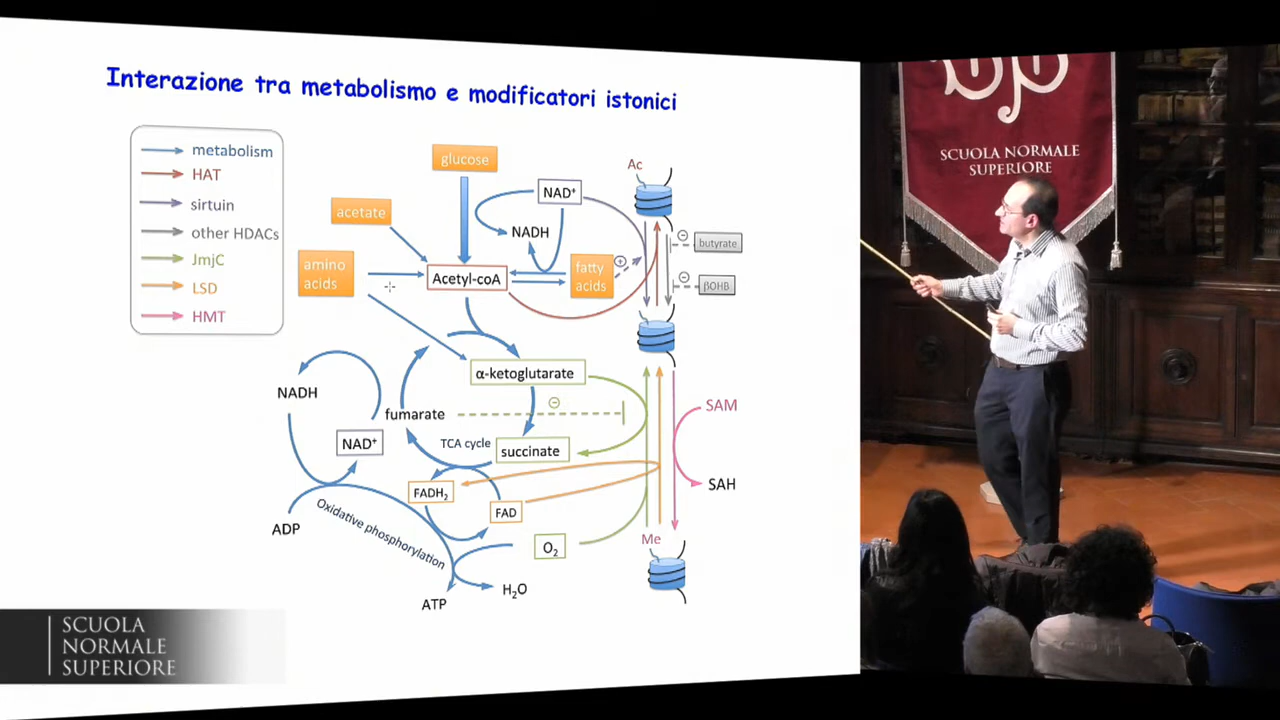 Interazione tra metabolismo e modificatori istonici
metabolism
HAT
sirtuin
other HDACs
JmjC
LSD
HMT
glucose
acetate
amino
acids
NAD⁺
NADH
Acetyl-coA
fatty
acids
Ac
butyrate
βOHB
α-ketoglutarate
fumarate
TCA cycle
succinate
NADH
NAD⁺
FADH₂
FAD
ADP
Oxidative phosphorylation
O₂
H₂O
ATP
SAM
SAH
Me
SCUOLA NORMALE
SUPERIORE
SCUOLA
NORMALE
SUPERIORE